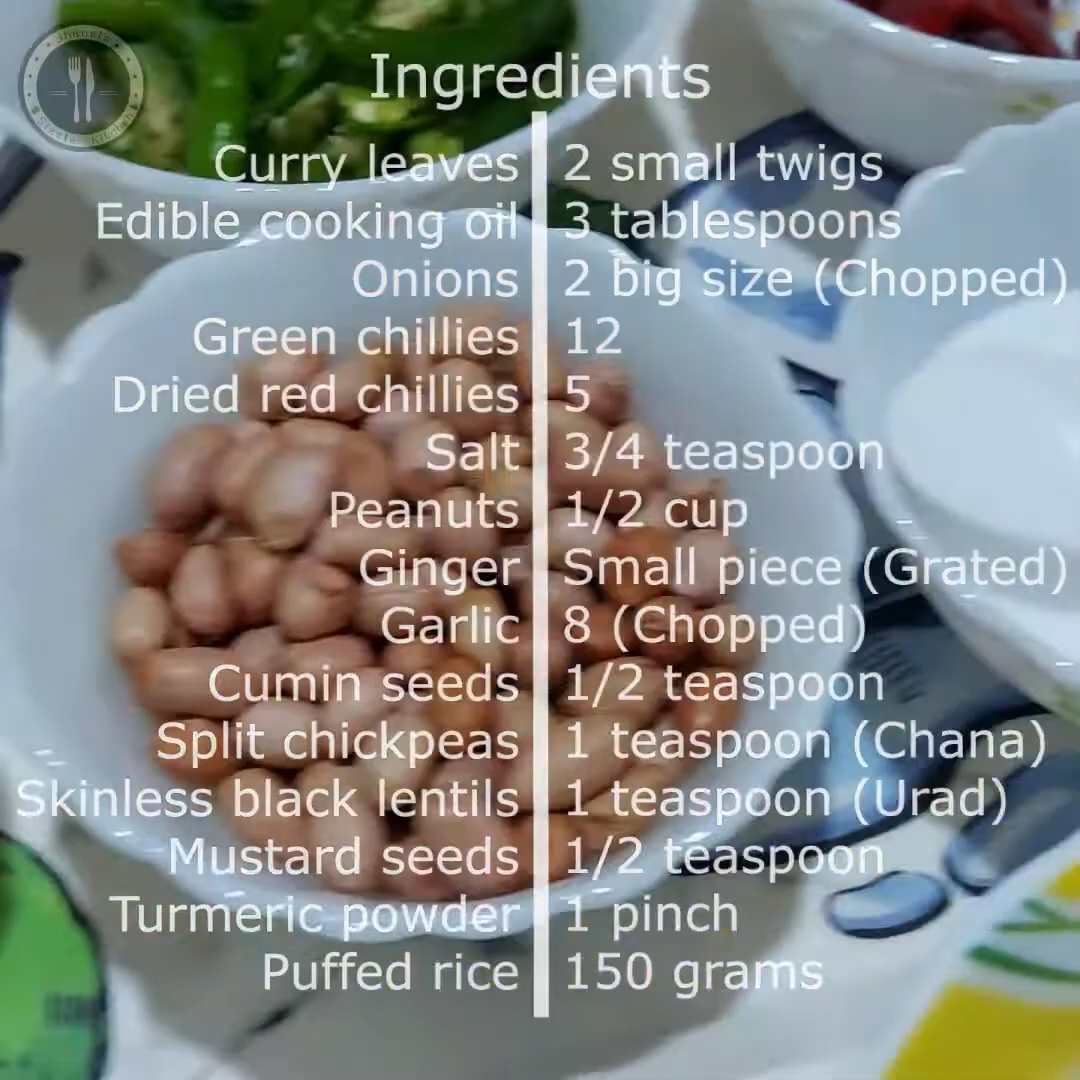 Ingredients
Curry leaves 2 small twigs
Edible cooking oil 3 tablespoons
Onions 2 big size (Chopped)
Green chillies 12
Dried red chillies 5
Salt 3/4 teaspoon
Peanuts 1/2 cup
Ginger Small piece (Grated)
Garlic 8 (Chopped)
Cumin seeds 1/2 teaspoon
Split chickpeas 1 teaspoon (Chana)
Skinless black lentils 1 teaspoon (Urad)
Mustard seeds 1/2 teaspoon
Turmeric powder 1 pinch
Puffed rice 150 grams